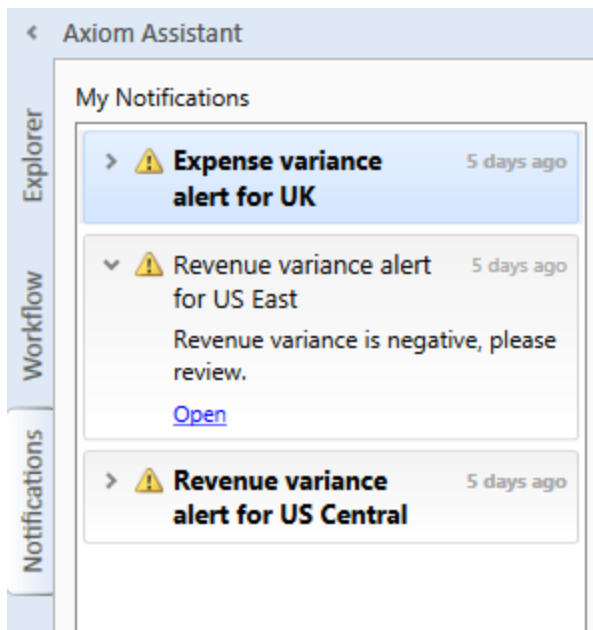 Axiom Assistant
Explorer
Workflow
Notifications
My Notifications
Expense variance 5 days ago
alert for UK
Revenue variance alert 5 days ago
for US East
Revenue variance is negative, please
review.
Open
Revenue variance 5 days ago
alert for US Central